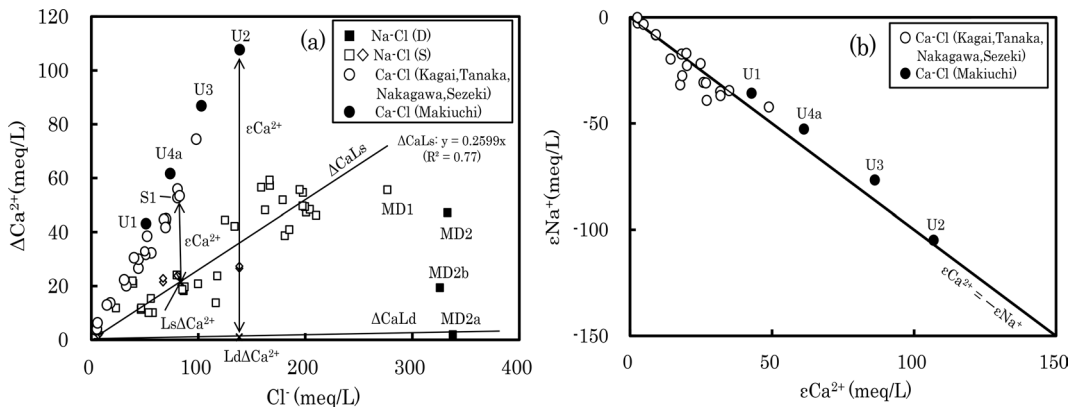 120
100
80
60
40
20
0
ΔCa²⁺(meq/L)
(a)
■ Na-Cl (D)
□ ◇ Na-Cl (S)
○ Ca-Cl (Kagai,Tanaka,
Nakagawa,Sezeki)
● Ca-Cl (Makiuchi)
U2
U3
εCa²⁺
ΔCaLs: y = 0.2599x
(R² = 0.77)
ΔCaLs
U4a
S1
MD1
U1
MD2
εCa²⁺
MD2b
LsΔCa²⁺
ΔCaLd
MD2a
LdΔCa²⁺
0 100 200 300 400
Cl⁻ (meq/L)
0
-50
-100
-150
εNa⁺(meq/L)
(b)
○ Ca-Cl (Kagai,Tanaka,
Nakagawa,Sezeki)
● Ca-Cl (Makiuchi)
U1
U4a
U3
U2
εCa²⁺ = −εNa⁺
0 50 100 150
εCa²⁺ (meq/L)